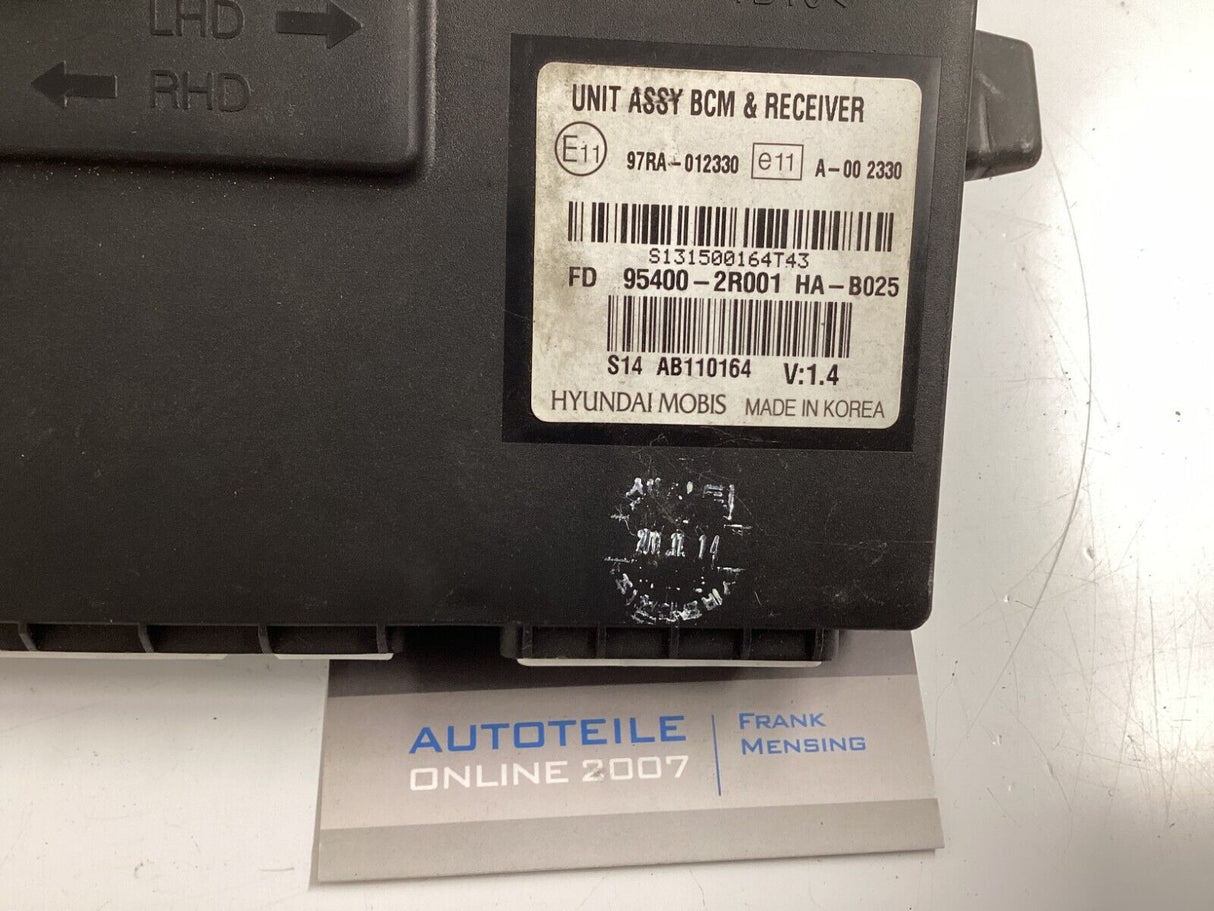 LHD
RHD
UNIT ASSY BCM & RECEIVER
E11 97RA-012330 e11 A-00 2330
S131500164T43
FD 95400-2R001 HA-B025
S14 AB110164 V:1.4
HYUNDAI MOBIS MADE IN KOREA
14
AUTOTEILE
ONLINE 2007
FRANK
MENSING